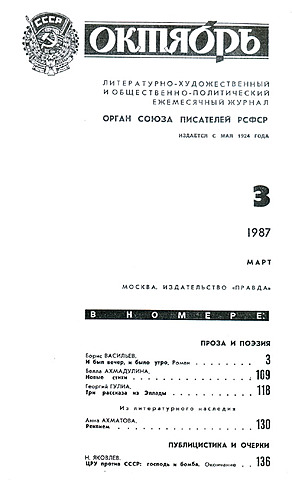 СССР
ОКТЯБРЬ
ЛИТЕРАТУРНО-ХУДОЖЕСТВЕННЫЙ
И ОБЩЕСТВЕННО-ПОЛИТИЧЕСКИЙ
ЕЖЕМЕСЯЧНЫЙ ЖУРНАЛ
ОРГАН СОЮЗА ПИСАТЕЛЕЙ РСФСР
ИЗДАЕТСЯ С МАЯ 1924 ГОДА
3
1987
МАРТ
МОСКВА. ИЗДАТЕЛЬСТВО «ПРАВДА»
В НОМЕРЕ:
ПРОЗА И ПОЭЗИЯ
Борис ВАСИЛЬЕВ.
И был вечер, и было утро. Роман 3
Белла АХМАДУЛИНА.
Новые стихи 109
Георгий ГУЛИА.
Три рассказа из Эллады 118
Из литературного наследия
Анна АХМАТОВА.
Реквием 130
ПУБЛИЦИСТИКА И ОЧЕРКИ
Н. ЯКОВЛЕВ.
ЦРУ против СССР: господь и бомба. Окончание 136